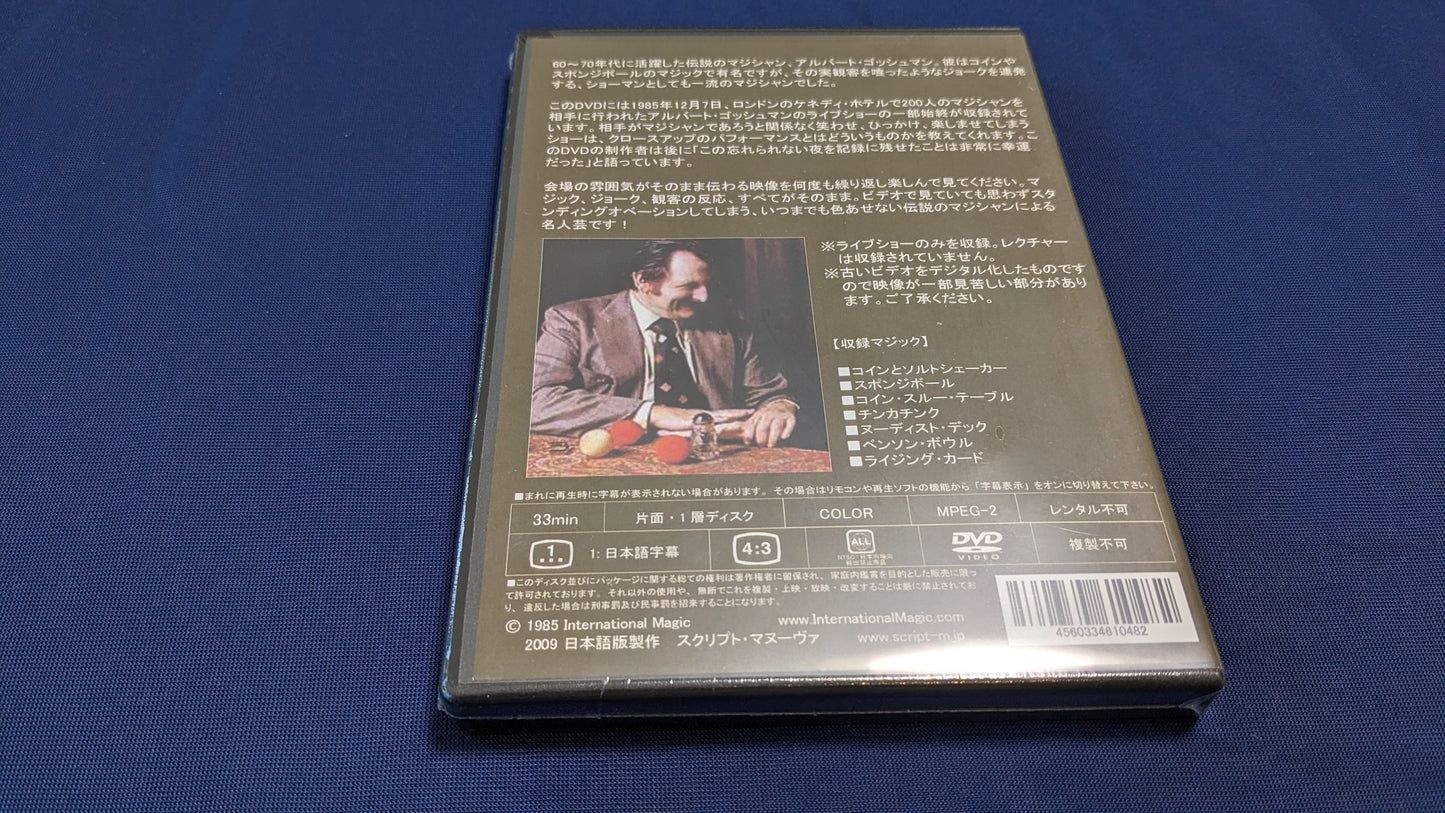 60～70年代に活躍した伝説のマジシャン、アルバート・ゴッシュマン。彼はコインや
スポンジボールのマジックで有名ですが、その実観客を喰ったようなジョークを連発
する、ショーマンとしても一流のマジシャンでした。
このDVDには1985年12月7日、ロンドンのケネディ・ホテルで200人のマジシャンを
相手に行われたアルバート・ゴッシュマンのライブショーの一部始終が収録されて
います。相手がマジシャンであろうと関係なく笑わせ、ひっかけ、楽しませてしまう
ショーは、クロースアップのパフォーマンスとはどういうものかを教えてくれます。こ
のDVDの制作者は後に「この忘れられない夜を記録に残せたことは非常に幸運
だった」と語っています。
会場の雰囲気がそのまま伝わる映像を何度も繰り返し楽しんで見てください。マ
ジック、ジョーク、観客の反応、すべてがそのまま。ビデオで見ていても思わずスタ
ンディングオベーションしてしまう、いつまでも色あせない伝説のマジシャンによる
名人芸です！
※ライブショーのみを収録。レクチャー
は収録されていません。
※古いビデオをデジタル化したものです
ので映像が一部見苦しい部分があり
ます。ご了承ください。
【収録マジック】
■コインとソルトシェーカー
■スポンジボール
■コイン・スルー・テーブル
■チンカチンク
■ヌーディスト・デック
■ベンソン・ボウル
■ライジング・カード
■まれに再生時に字幕が表示されない場合があります。その場合はリモコンや再生ソフトの機能から「字幕表示」をオンに切り替えて下さい。
33min 片面・1層ディスク COLOR MPEG-2 レンタル不可
1 1: 日本語字幕 4:3 ALL DVD VIDEO 複製不可
NTSC 日本国内向
輸出禁止商品
■このディスク並びにパッケージに関する総ての権利は著作権者に留保され、家庭内鑑賞を目的とした販売に限っ
て許可されております。それ以外の使用や、無断でこれを複製・上映・放映・改変することは厳に禁止されてお
り、違反した場合は刑事罰及び民事罰を招来することになります。
© 1985 International Magic www.InternationalMagic.com
2009 日本語版製作 スクリプト・マヌーヴァ www.script-m.jp
4560334610482